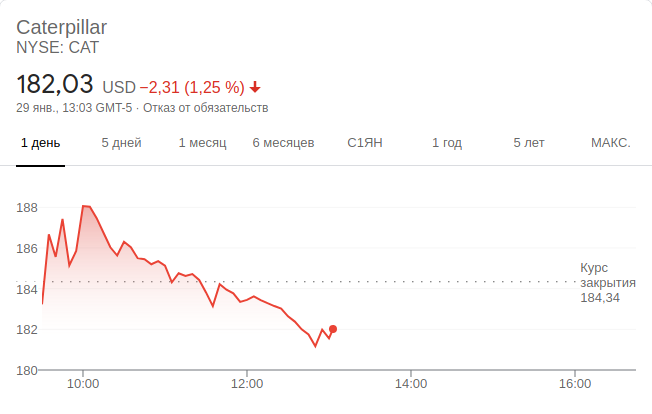 Caterpillar
NYSE: CAT
182,03 USD −2,31 (1,25 %)
29 янв., 13:03 GMT-5 · Отказ от обязательств
1 день 5 дней 1 месяц 6 месяцев С1ЯН 1 год 5 лет МАКС.
188
186
Курс
184 закрытия
184,34
182
180
10:00 12:00 14:00 16:00